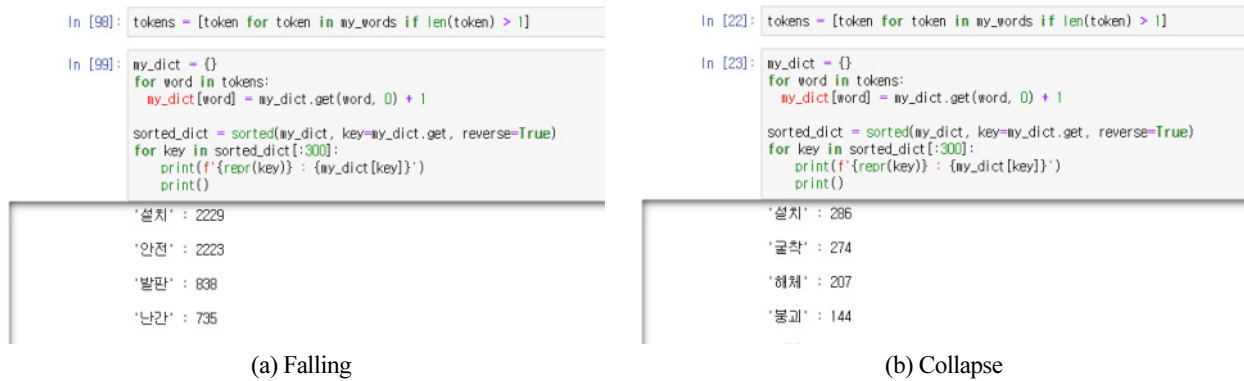 In [98]: tokens = [token for token in my_words if len(token) > 1]
In [99]: my_dict = {}
for word in tokens:
my_dict[word] = my_dict.get(word, 0) + 1
sorted_dict = sorted(my_dict, key=my_dict.get, reverse=True)
for key in sorted_dict[:300]:
print(f'{repr(key)} : {my_dict[key]}')
print()
'설치' : 2229
'안전' : 2223
'발판' : 838
'난간' : 735
(a) Falling
In [22]: tokens = [token for token in my_words if len(token) > 1]
In [23]: my_dict = {}
for word in tokens:
my_dict[word] = my_dict.get(word, 0) + 1
sorted_dict = sorted(my_dict, key=my_dict.get, reverse=True)
for key in sorted_dict[:300]:
print(f'{repr(key)} : {my_dict[key]}')
print()
'설치' : 286
'굴착' : 274
'해체' : 207
'붕괴' : 144
(b) Collapse